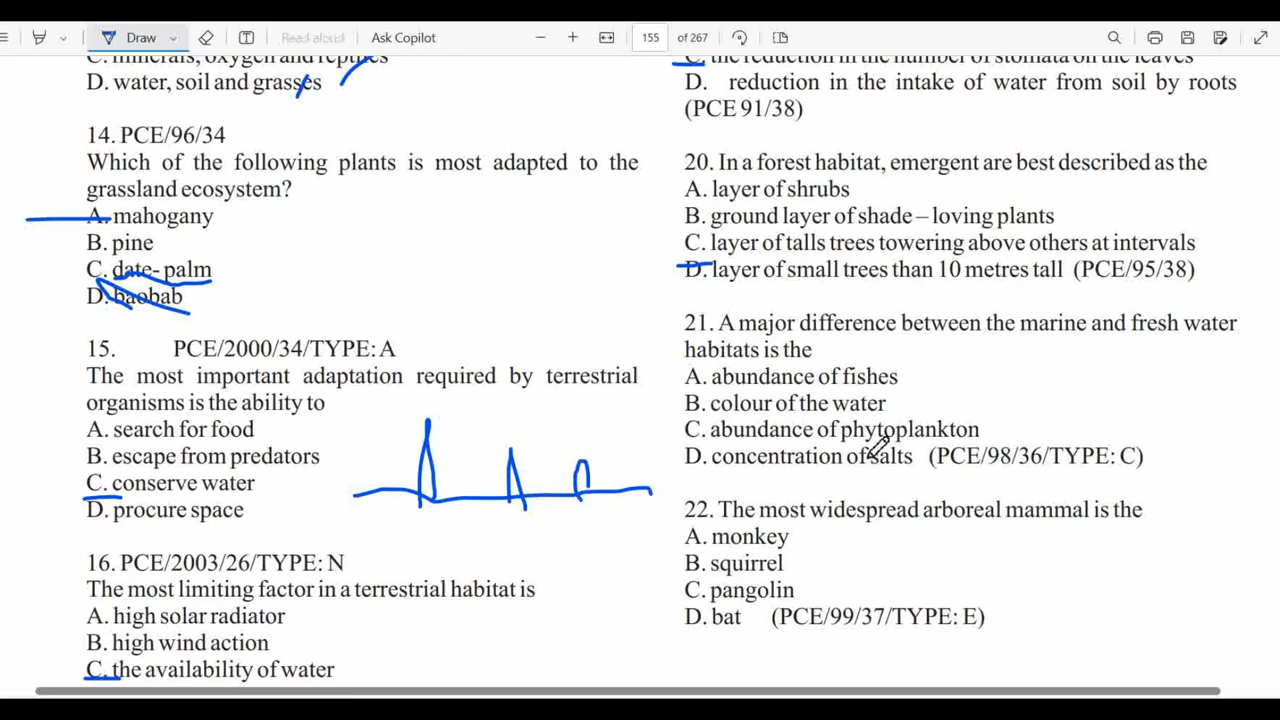 Draw
Read aloud
Ask Copilot
155 of 267
C. minerals, oxygen and reptiles
D. water, soil and grasses
14. PCE/96/34
Which of the following plants is most adapted to the
grassland ecosystem?
A. mahogany
B. pine
C. date- palm
D. baobab
15. PCE/2000/34/TYPE: A
The most important adaptation required by terrestrial
organisms is the ability to
A. search for food
B. escape from predators
C. conserve water
D. procure space
16. PCE/2003/26/TYPE: N
The most limiting factor in a terrestrial habitat is
A. high solar radiator
B. high wind action
C. the availability of water
C. the reduction in the number of stomata on the leaves
D. reduction in the intake of water from soil by roots
(PCE 91/38)
20. In a forest habitat, emergent are best described as the
A. layer of shrubs
B. ground layer of shade – loving plants
C. layer of talls trees towering above others at intervals
D. layer of small trees than 10 metres tall (PCE/95/38)
21. A major difference between the marine and fresh water
habitats is the
A. abundance of fishes
B. colour of the water
C. abundance of phytoplankton
D. concentration of salts (PCE/98/36/TYPE: C)
22. The most widespread arboreal mammal is the
A. monkey
B. squirrel
C. pangolin
D. bat (PCE/99/37/TYPE: E)